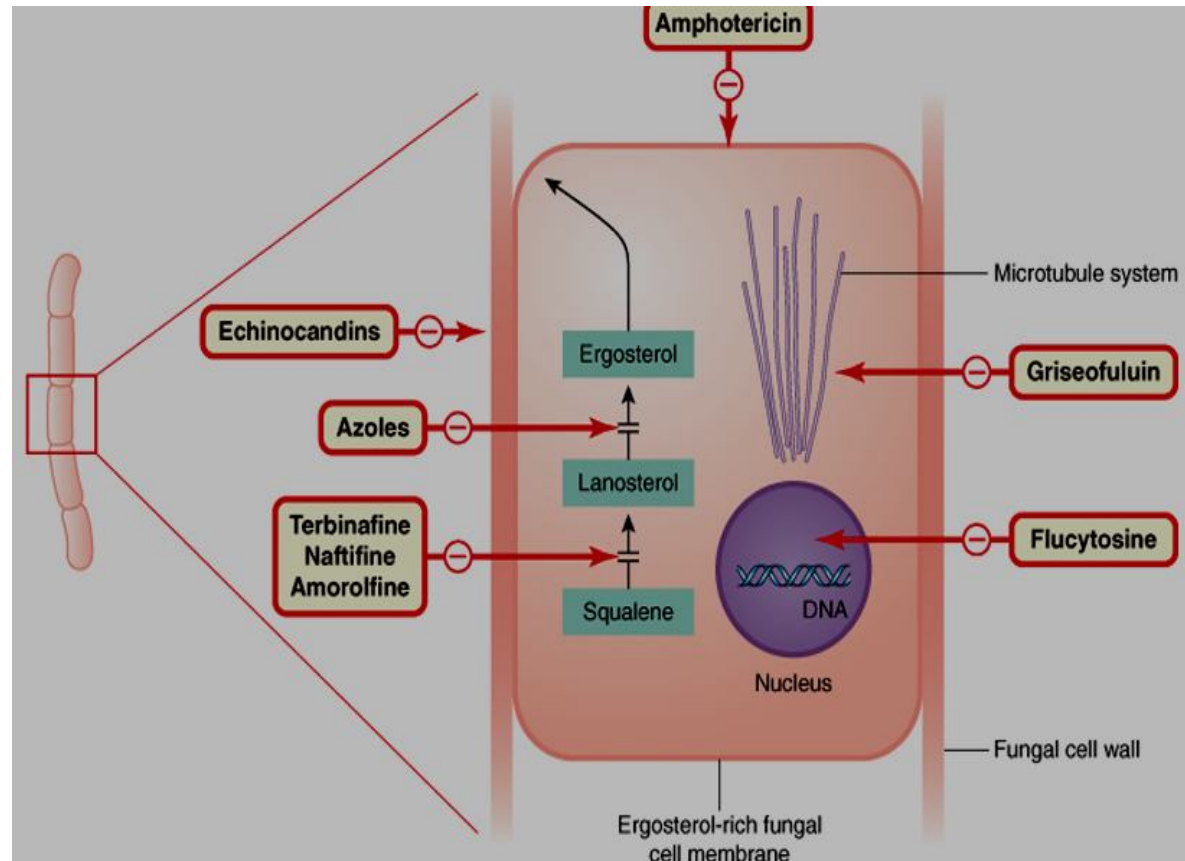 Amphotericin
Microtubule system
Echinocandins
Ergosterol
Griseofuluin
Azoles
Lanosterol
Terbinafine
Naftifine
Amorolfine
Flucytosine
Squalene
DNA
Nucleus
Fungal cell wall
Ergosterol-rich fungal
cell membrane